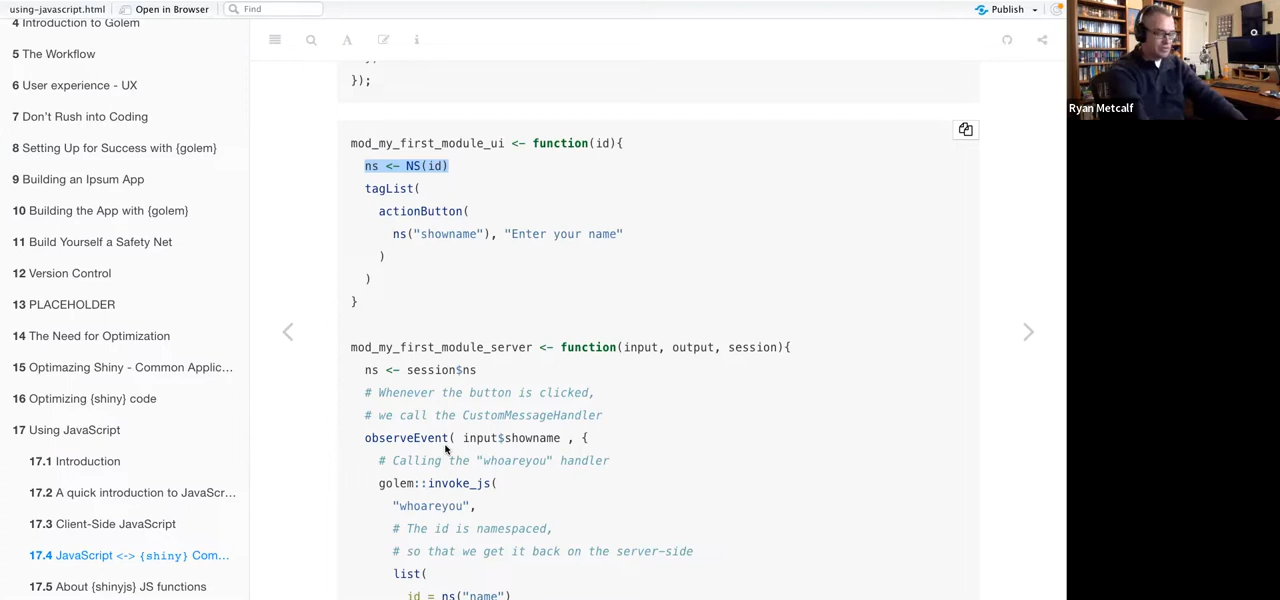 using-javascript.html
Open in Browser
Find
Publish
4 Introduction to Golem
5 The Workflow
6 User experience - UX
7 Don't Rush into Coding
8 Setting Up for Success with {golem}
9 Building an Ipsum App
10 Building the App with {golem}
11 Build Yourself a Safety Net
12 Version Control
13 PLACEHOLDER
14 The Need for Optimization
15 Optimazing Shiny - Common Applic…
16 Optimizing {shiny} code
17 Using JavaScript
17.1 Introduction
17.2 A quick introduction to JavaScr…
17.3 Client-Side JavaScript
17.4 JavaScript <-> {shiny} Com…
17.5 About {shinyjs} JS functions
});
mod_my_first_module_ui <- function(id){
ns <- NS(id)
tagList(
actionButton(
ns("showname"), "Enter your name"
)
)
}
mod_my_first_module_server <- function(input, output, session){
ns <- session$ns
# Whenever the button is clicked,
# we call the CustomMessageHandler
observeEvent( input$showname , {
# Calling the "whoareyou" handler
golem::invoke_js(
"whoareyou",
# The id is namespaced,
# so that we get it back on the server-side
list(
id = ns("name")
Ryan Metcalf